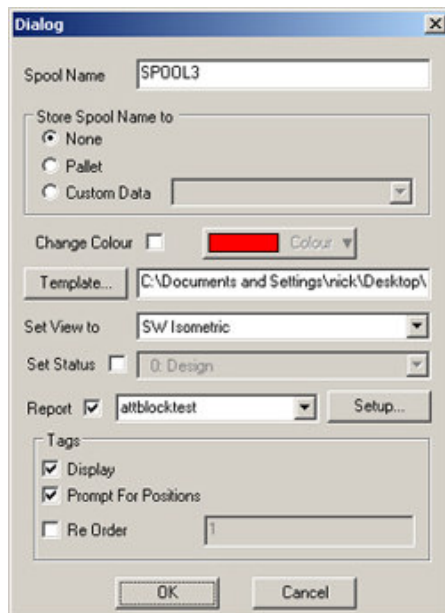 Dialog
Spool Name SPOOL3
Store Spool Name to
None
Pallet
Custom Data
Change Colour Colour
Template... C:\Documents and Settings\nick\Desktop\
Set View to SW Isometric
Set Status 0: Design
Report attblocktest Setup...
Tags
Display
Prompt For Positions
Re Order 1
OK Cancel